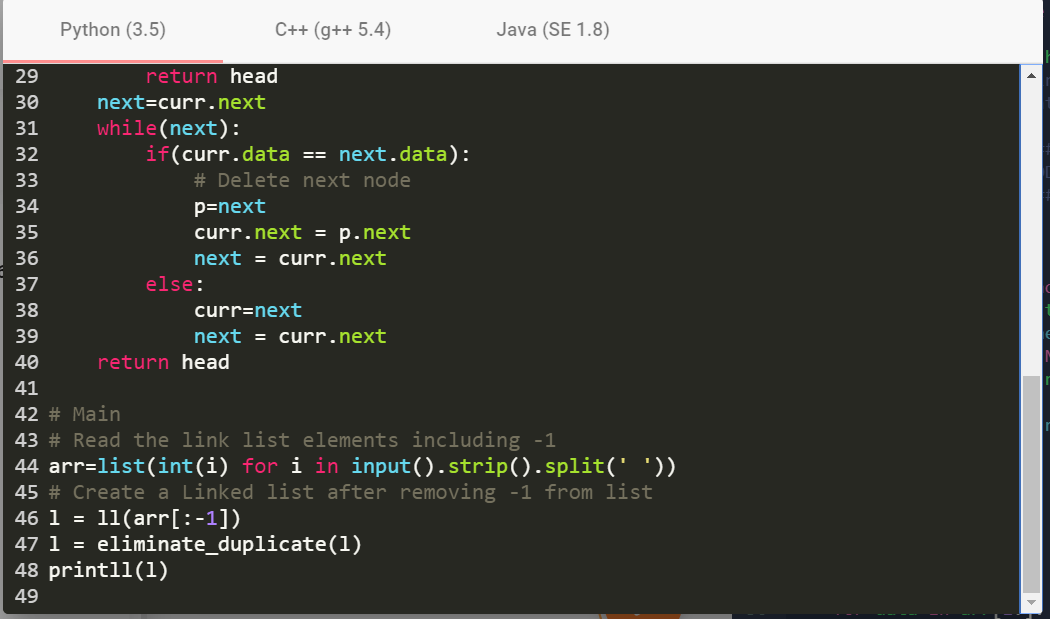 Python (3.5) C++ (g++ 5.4) Java (SE 1.8)
29         return head
30     next=curr.next
31     while(next):
32         if(curr.data == next.data):
33             # Delete next node
34             p=next
35             curr.next = p.next
36             next = curr.next
37         else:
38             curr=next
39             next = curr.next
40     return head
41
42 # Main
43 # Read the link list elements including -1
44 arr=list(int(i) for i in input().strip().split(' '))
45 # Create a Linked list after removing -1 from list
46 l = ll(arr[:-1])
47 l = eliminate_duplicate(l)
48 printll(l)
49